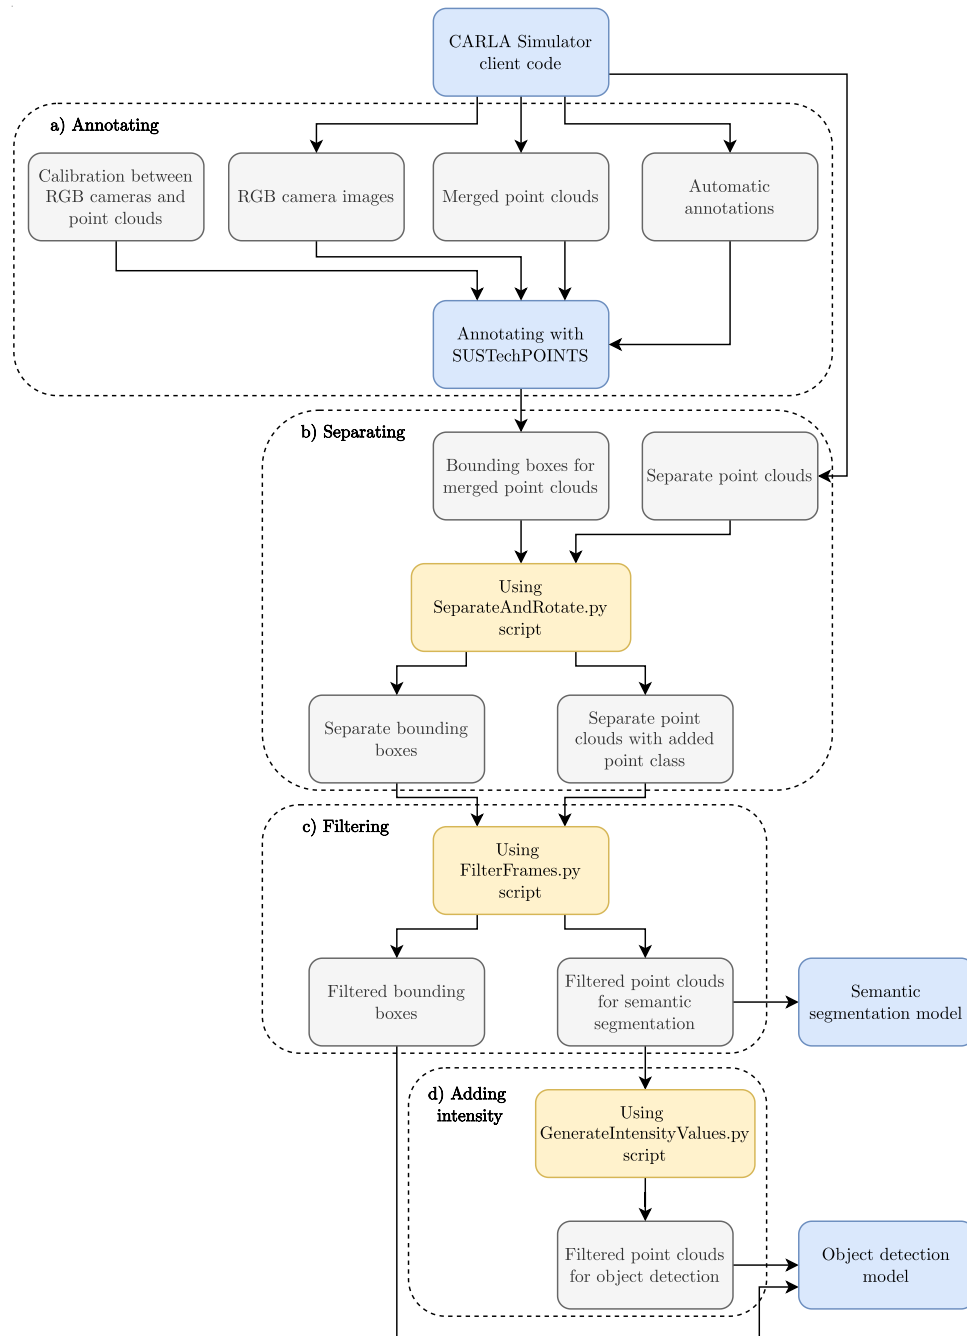 CARLA Simulator
client code
a) Annotating
Calibration between
RGB cameras and
point clouds
RGB camera images
Merged point clouds
Automatic
annotations
Annotating with
SUSTechPOINTS
b) Separating
Bounding boxes for
merged point clouds
Separate point clouds
Using
SeparateAndRotate.py
script
Separate bounding
boxes
Separate point
clouds with added
point class
c) Filtering
Using
FilterFrames.py
script
Filtered bounding
boxes
Filtered point clouds
for semantic
segmentation
Semantic
segmentation model
d) Adding
intensity
Using
GenerateIntensityValues.py
script
Filtered point clouds
for object detection
Object detection
model